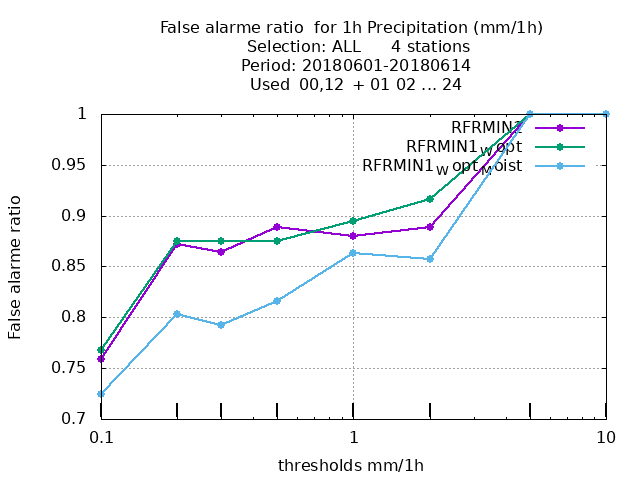 False alarme ratio for 1h Precipitation (mm/1h)
Selection: ALL 4 stations
Period: 20180601-20180614
Used 00,12 + 01 02 ... 24
RFRMIN1
RFRMIN1W opt
RFRMIN1W optMoist
False alarme ratio
1
0.95
0.9
0.85
0.8
0.75
0.7
0.1
1
10
thresholds mm/1h